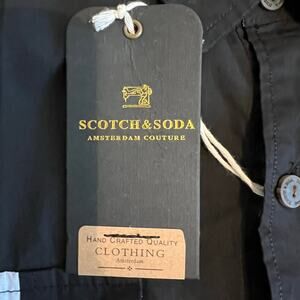 SCOTCH&SODA
AMSTERDAM COUTURE
HAND CRAFTED QUALITY
CLOTHING
Amsterdam